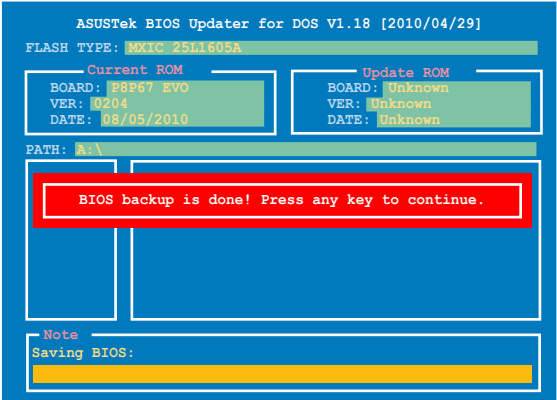 ASUSTek BIOS Updater for DOS V1.18 [2010/04/29]
FLASH TYPE: MXIC 25L1605A
Current ROM
BOARD: P8P67 EVO
VER: 0204
DATE: 08/05/2010
Update ROM
BOARD: Unknown
VER: Unknown
DATE: Unknown
PATH: A:\
BIOS backup is done! Press any key to continue.
Note
Saving BIOS: